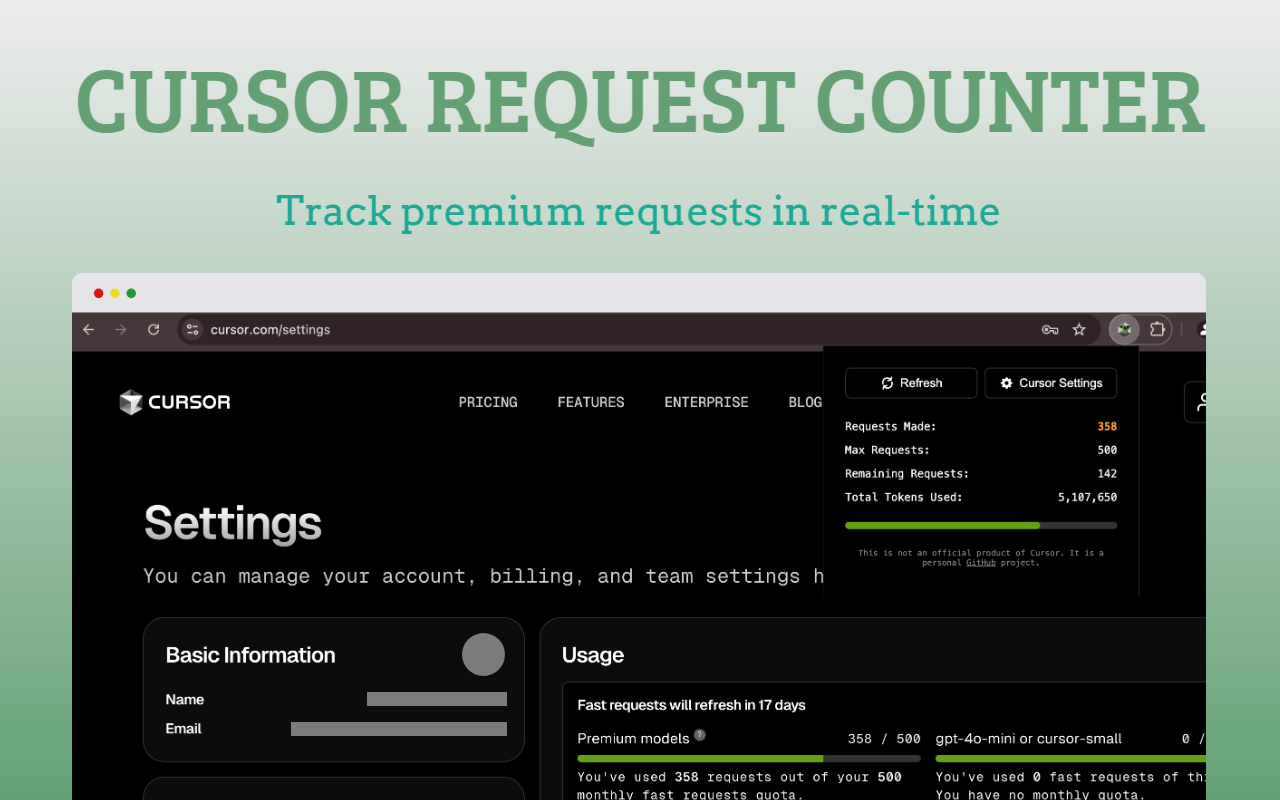 CURSOR REQUEST COUNTER
Track premium requests in real-time
cursor.com/settings
CURSOR
PRICING
FEATURES
ENTERPRISE
BLOG
Refresh
Cursor Settings
Requests Made: 358
Max Requests: 500
Remaining Requests: 142
Total Tokens Used: 5,107,650
This is not an official product of Cursor. It is a
personal GitHub project.
Settings
You can manage your account, billing, and team settings h
Basic Information
Name
Email
Usage
Fast requests will refresh in 17 days
Premium models ? 358 / 500
You've used 358 requests out of your 500
monthly fast requests quota.
gpt-4o-mini or cursor-small 0 /
You've used 0 fast requests of thi
You have no monthly quota.